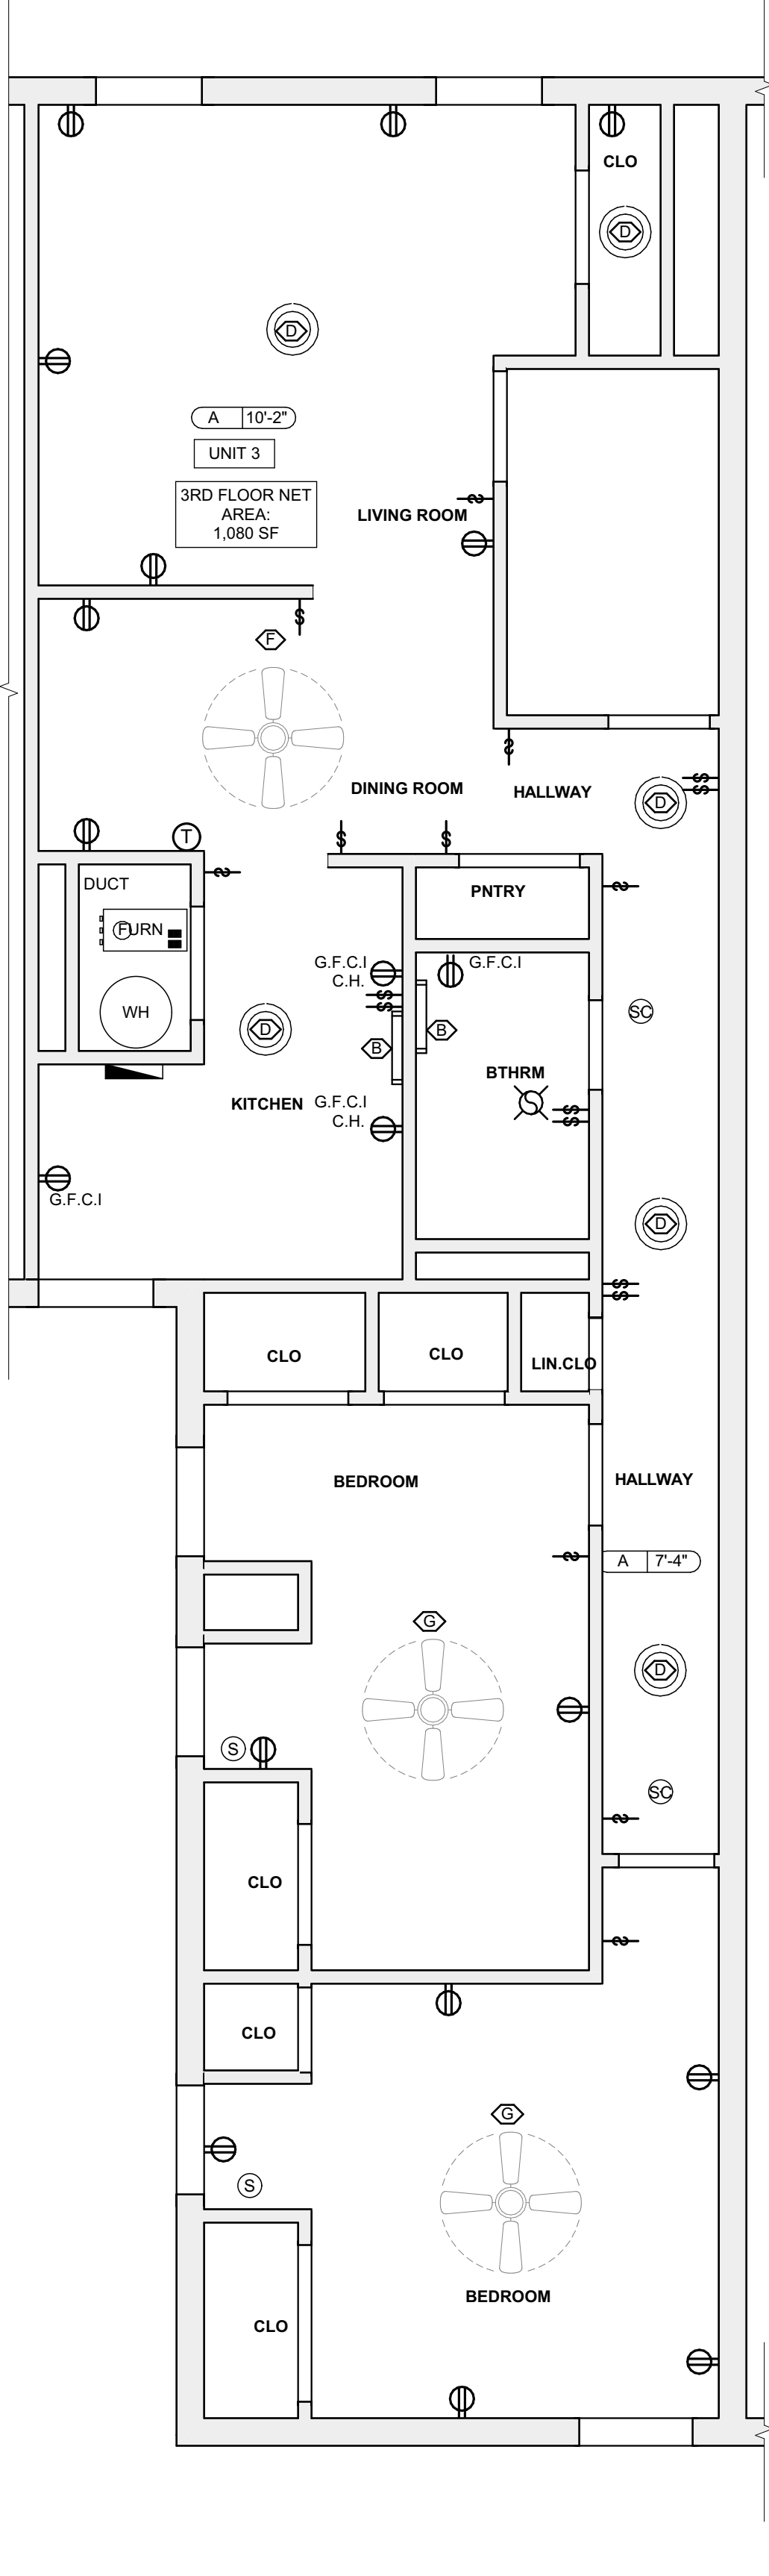 CLO
D
D
A 10'-2"
UNIT 3
3RD FLOOR NET
AREA:
1,080 SF
LIVING ROOM
$
$
F
$
DINING ROOM
HALLWAY
$$
D
T
$
$
$
DUCT
PNTRY
$
FURN
G.F.C.I
C.H.
G.F.C.I
$$
WH
D
B
B
SC
BTHRM
KITCHEN
G.F.C.I
C.H.
$$
G.F.C.I
D
$$
CLO
CLO
LIN.CLO
BEDROOM
HALLWAY
$
A 7'-4"
G
D
S
SC
$
CLO
$
CLO
G
S
BEDROOM
CLO